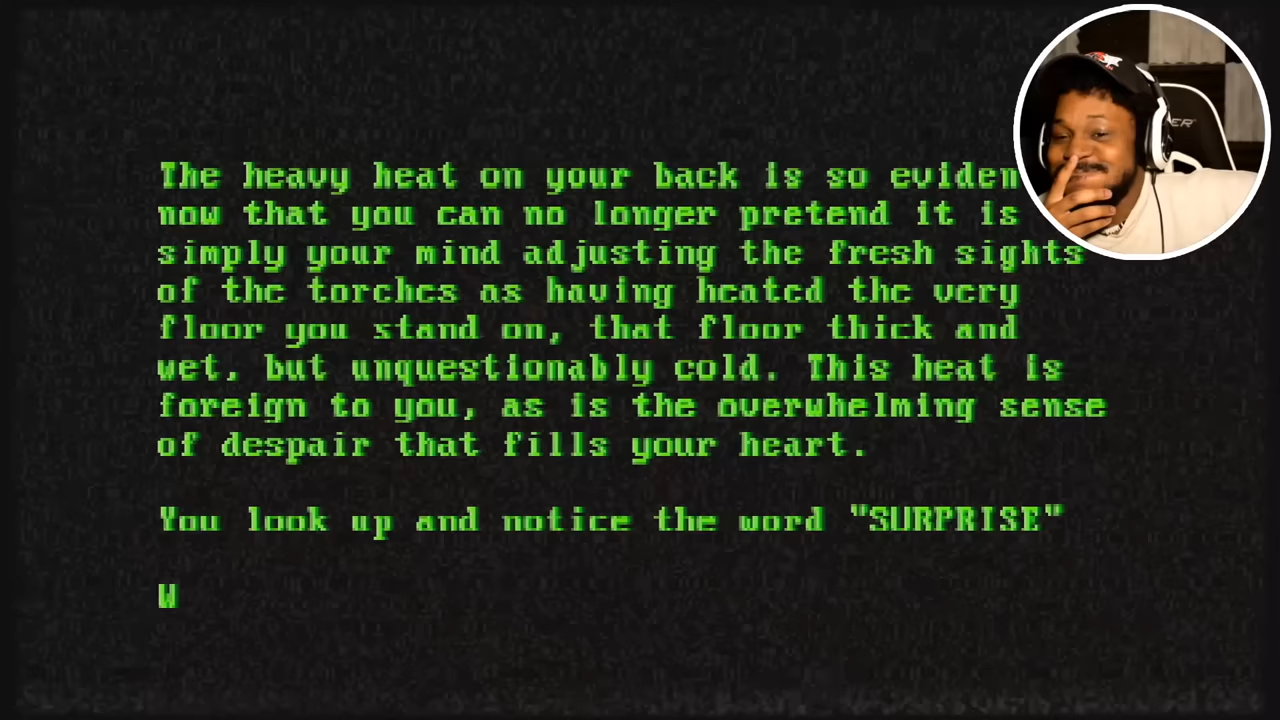 The heavy heat on your back is so eviden
now that you can no longer pretend it is
simply your mind adjusting the fresh sights
of the torches as having heated the very
floor you stand on, that floor thick and
wet, but unquestionably cold. This heat is
foreign to you, as is the overwhelming sense
of despair that fills your heart.
You look up and notice the word "SURPRISE"
W